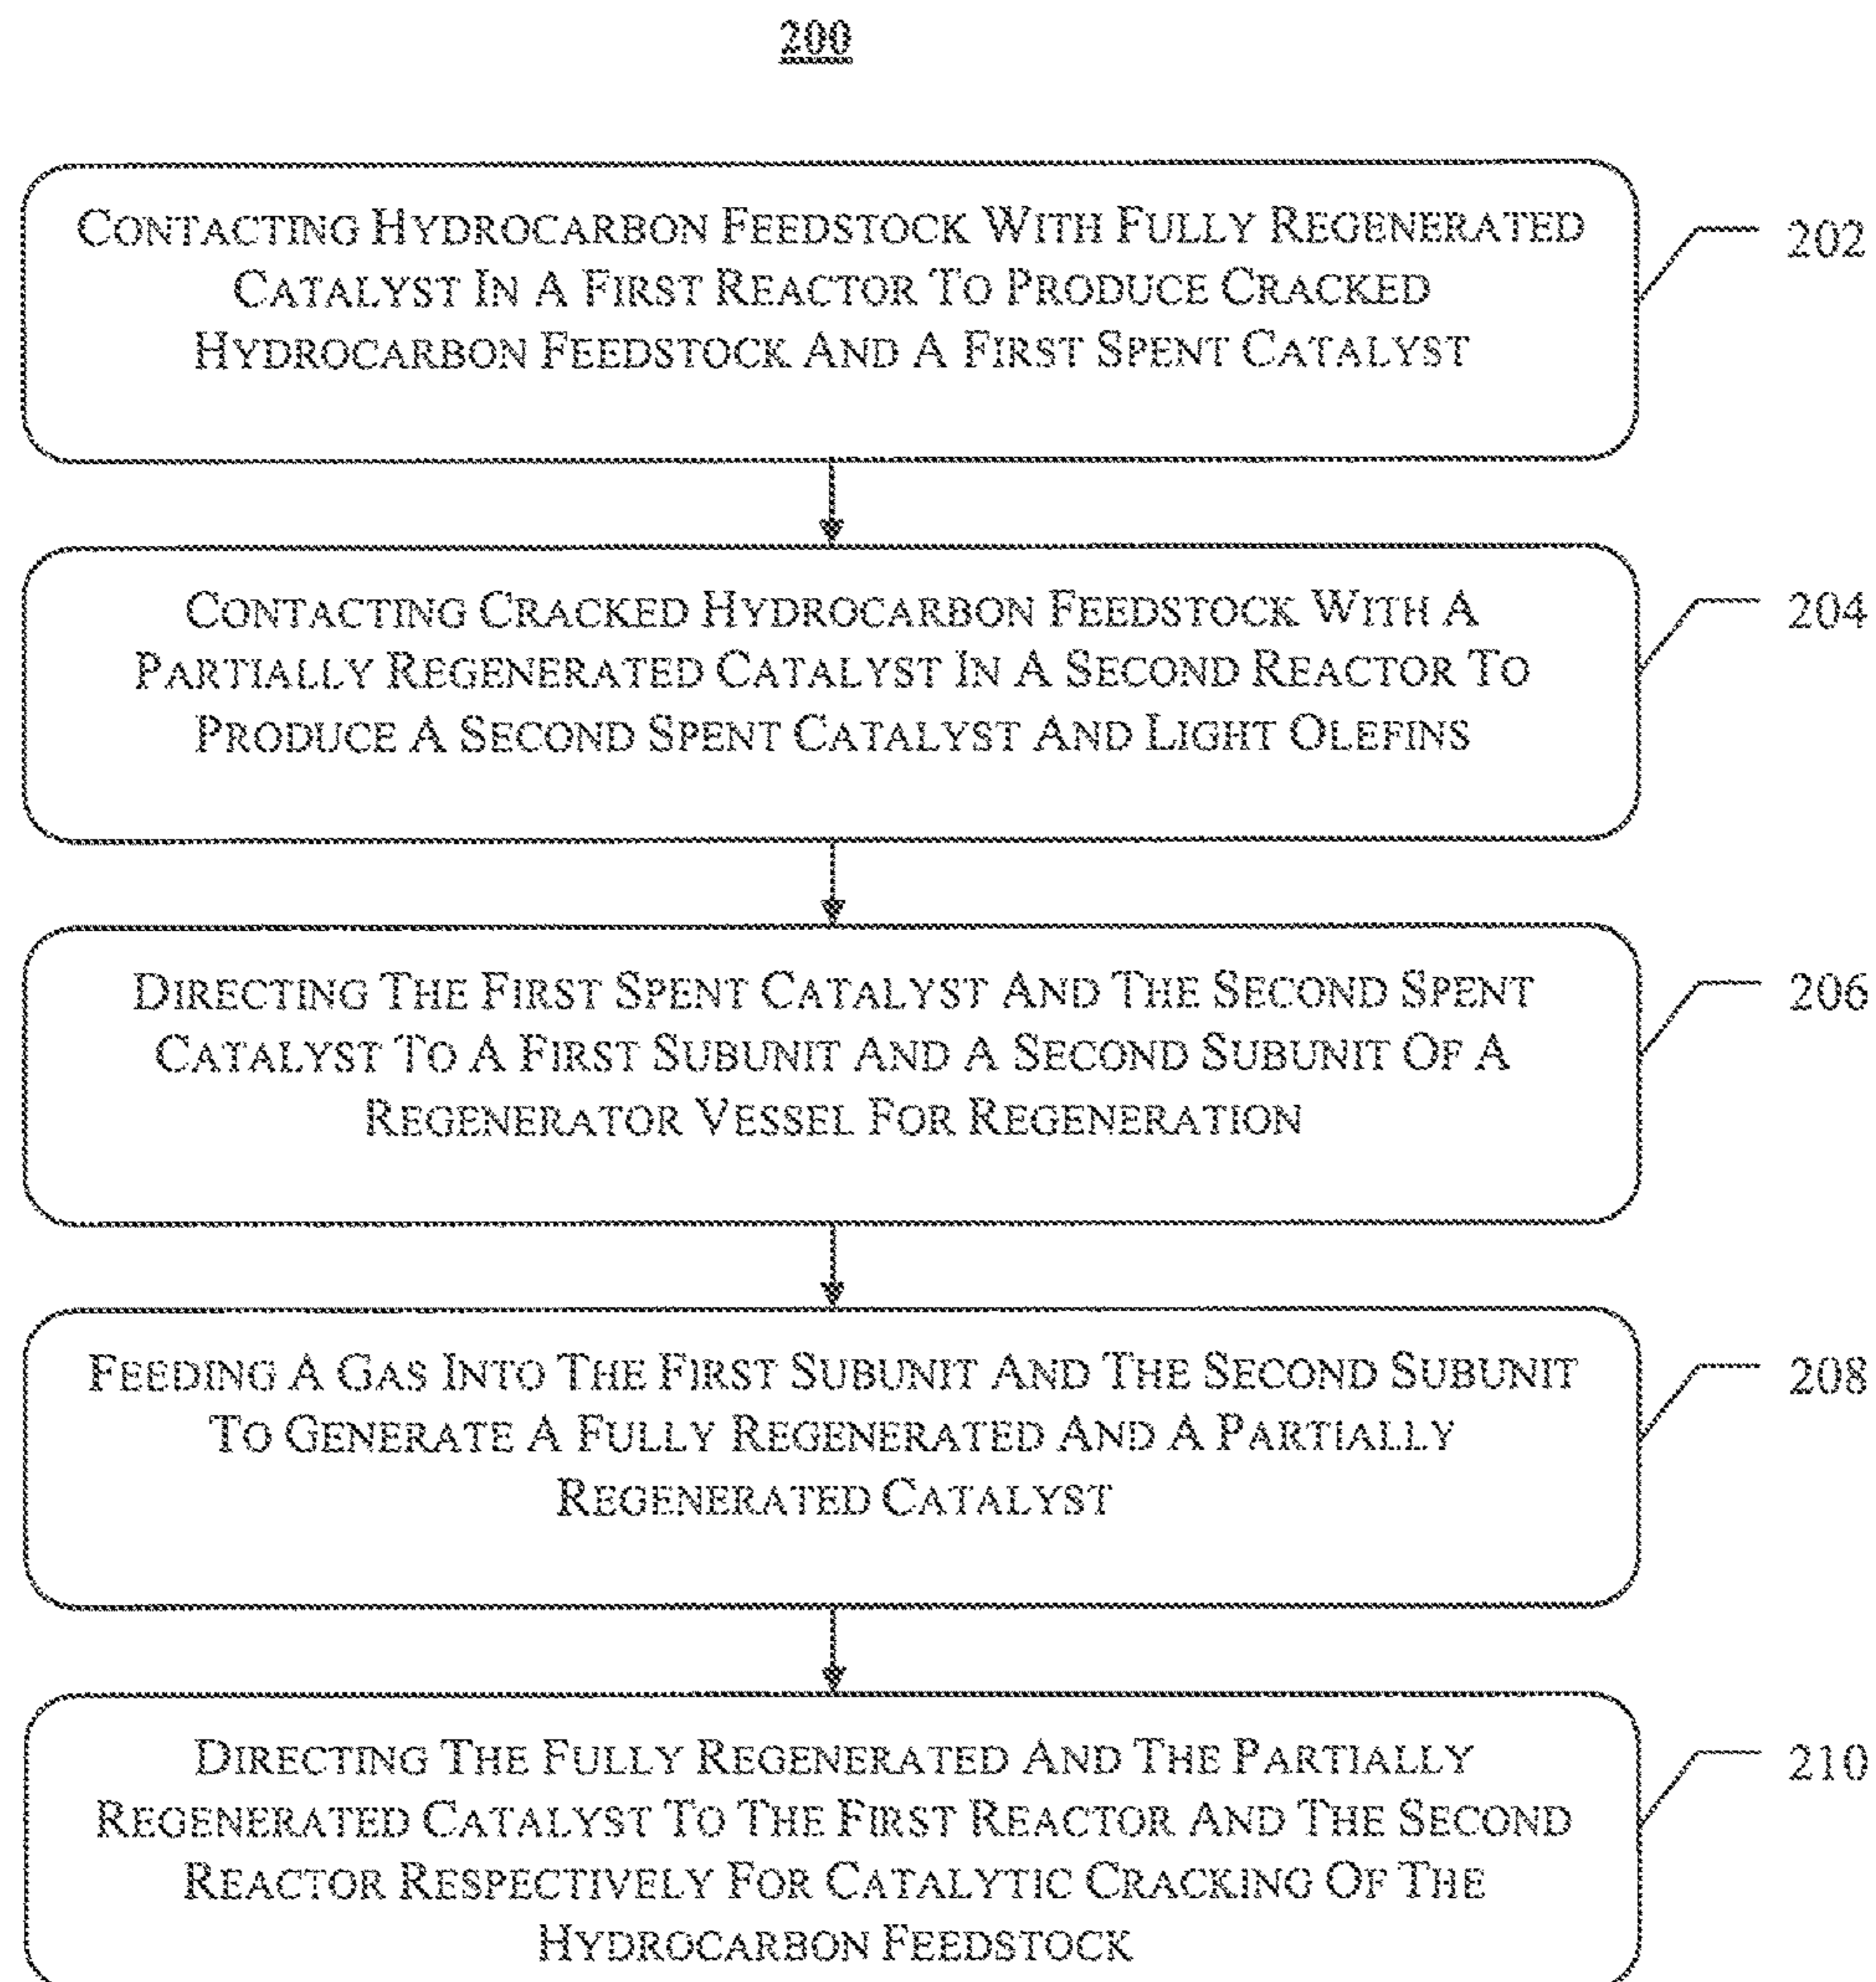 200
CONTACTING HYDROCARBON FEEDSTOCK WITH FULLY REGENERATED
CATALYST IN A FIRST REACTOR TO PRODUCE CRACKED
HYDROCARBON FEEDSTOCK AND A FIRST SPENT CATALYST
202
CONTACTING CRACKED HYDROCARBON FEEDSTOCK WITH A
PARTIALLY REGENERATED CATALYST IN A SECOND REACTOR TO
PRODUCE A SECOND SPENT CATALYST AND LIGHT OLEFINS
204
DIRECTING THE FIRST SPENT CATALYST AND THE SECOND SPENT
CATALYST TO A FIRST SUBUNIT AND A SECOND SUBUNIT OF A
REGENERATOR VESSEL FOR REGENERATION
206
FEEDING A GAS INTO THE FIRST SUBUNIT AND THE SECOND SUBUNIT
TO GENERATE A FULLY REGENERATED AND A PARTIALLY
REGENERATED CATALYST
208
DIRECTING THE FULLY REGENERATED AND THE PARTIALLY
REGENERATED CATALYST TO THE FIRST REACTOR AND THE SECOND
REACTOR RESPECTIVELY FOR CATALYTIC CRACKING OF THE
HYDROCARBON FEEDSTOCK
210